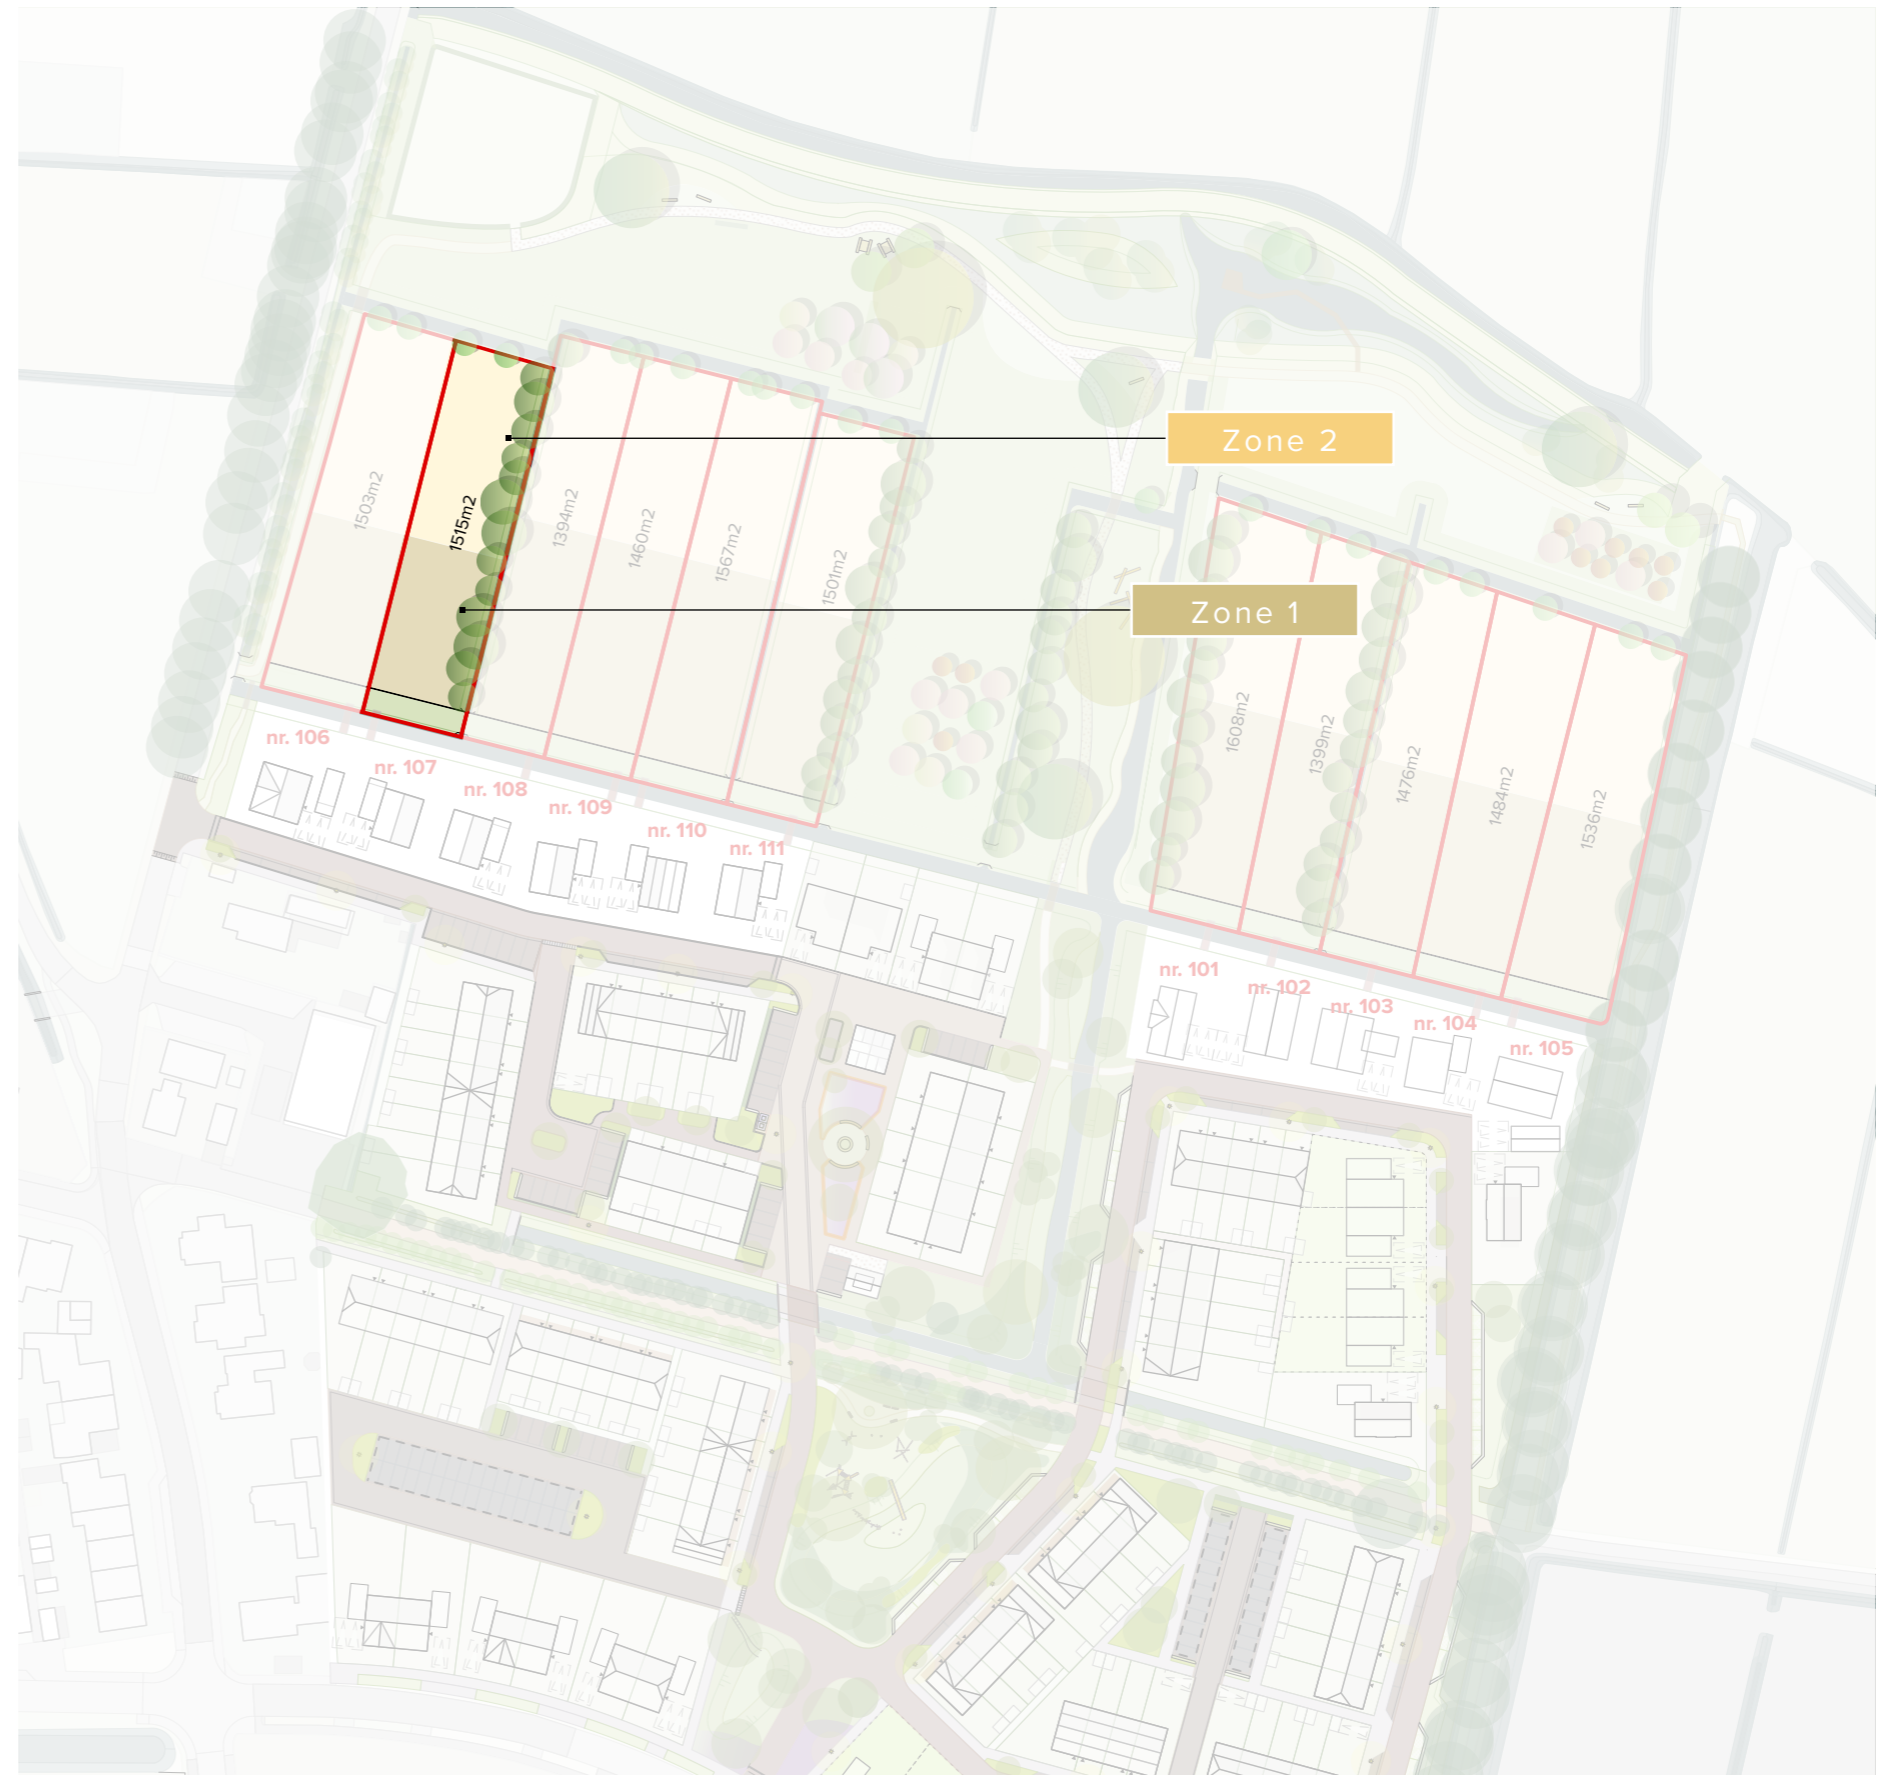 Zone 2
1503m2
1515m2
1394m2
1460m2
1567m2
1501m2
Zone 1
1608m2
1399m2
1476m2
1484m2
1536m2
nr. 106
nr. 107
nr. 108
nr. 109
nr. 110
nr. 111
nr. 101
nr. 102
nr. 103
nr. 104
nr. 105